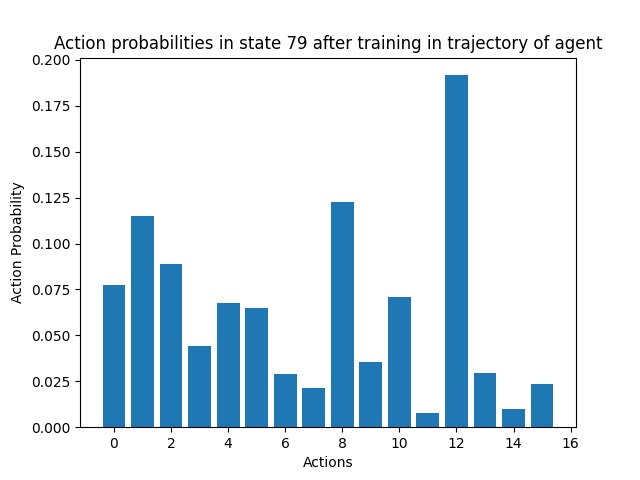 Action probabilities in state 79 after training in trajectory of agent
0.200
0.175
0.150
0.125
0.100
0.075
0.050
0.025
0.000
Action Probability
0 2 4 6 8 10 12 14 16
Actions